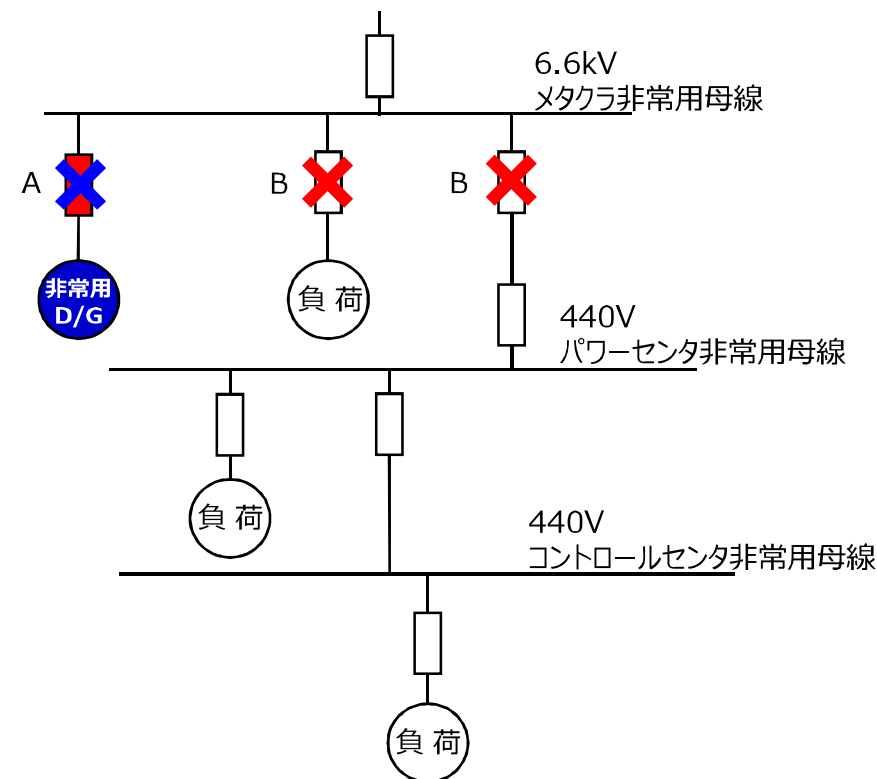 6.6kV
メタクラ非常用母線
A
B
B
非常用
D/G
負 荷
440V
パワーセンタ非常用母線
負 荷
440V
コントロールセンタ非常用母線
負 荷